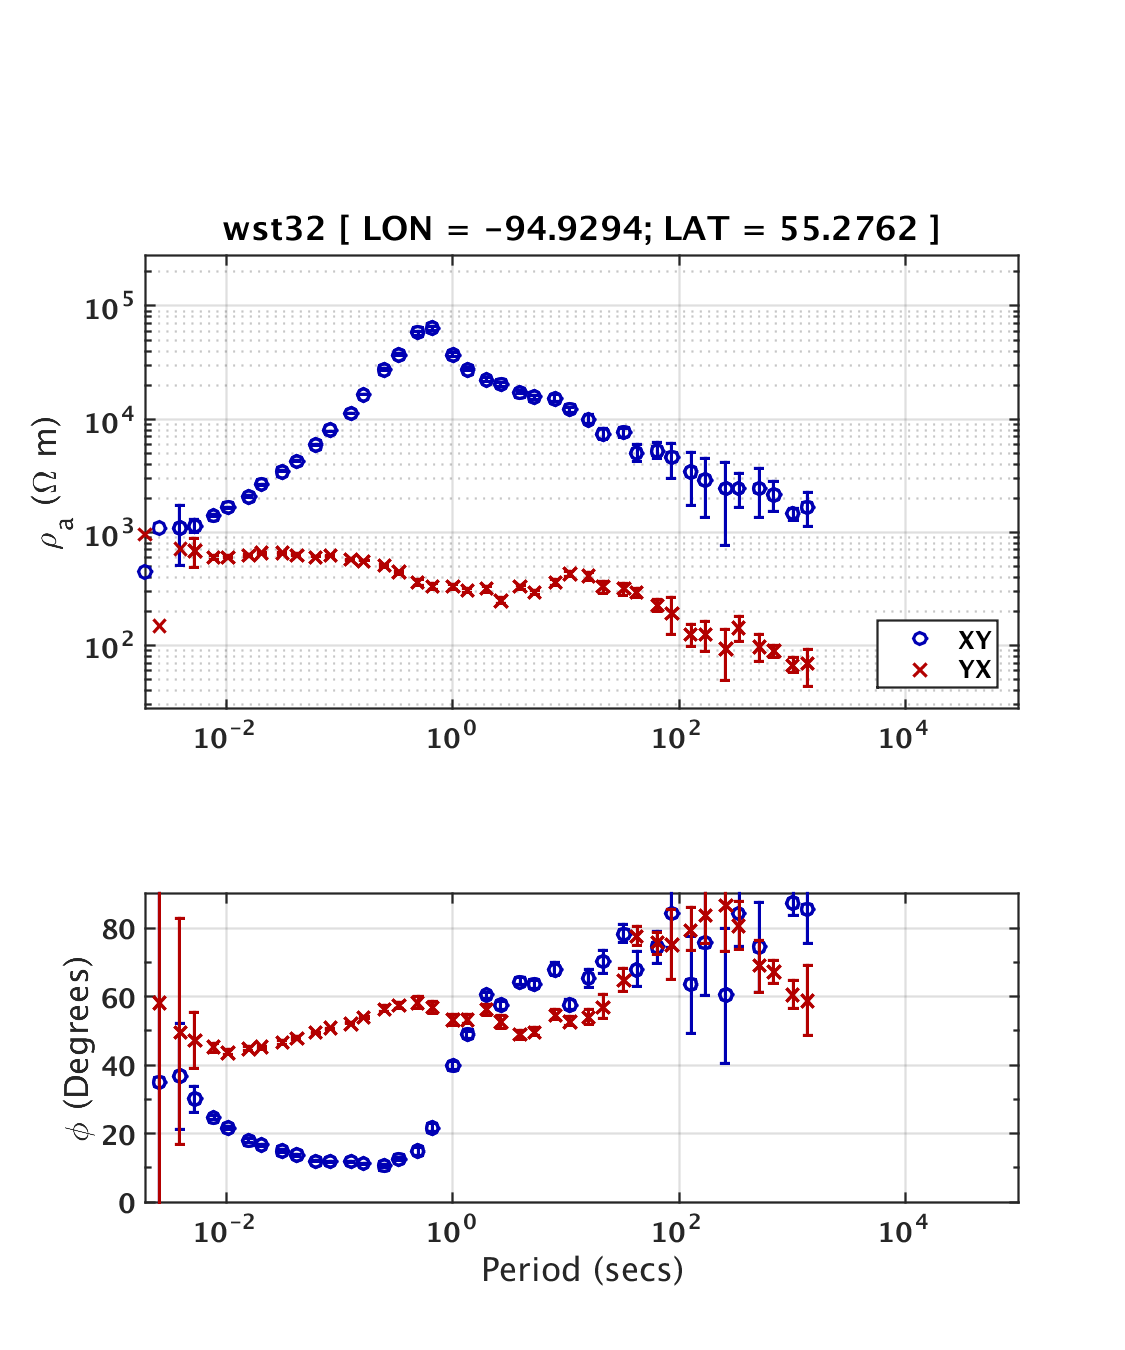 wst32 [ LON = -94.9294; LAT = 55.2762 ]
ρa (Ω m)
10^5
10^4
10^3
10^2
XY
YX
10^-2 10^0 10^2 10^4
ϕ (Degrees)
80
60
40
20
0
10^-2 10^0 10^2 10^4
Period (secs)